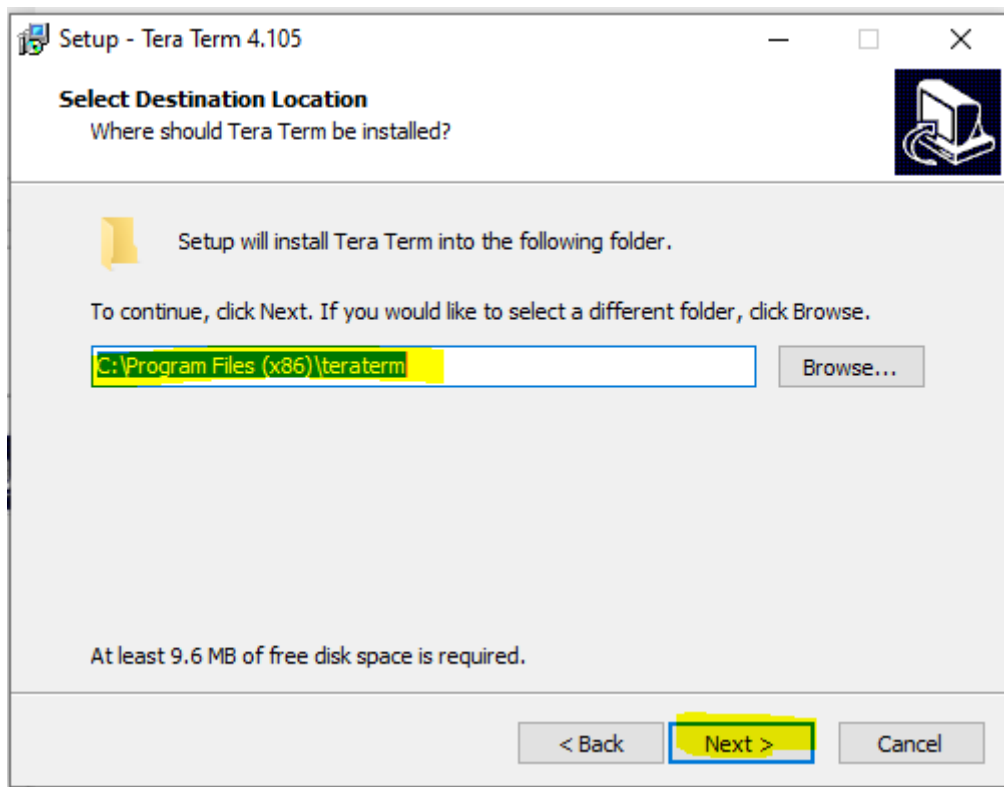 Setup - Tera Term 4.105
Select Destination Location
Where should Tera Term be installed?
Setup will install Tera Term into the following folder.
To continue, click Next. If you would like to select a different folder, click Browse.
C:\Program Files (x86)\teraterm
Browse...
At least 9.6 MB of free disk space is required.
< Back
Next >
Cancel